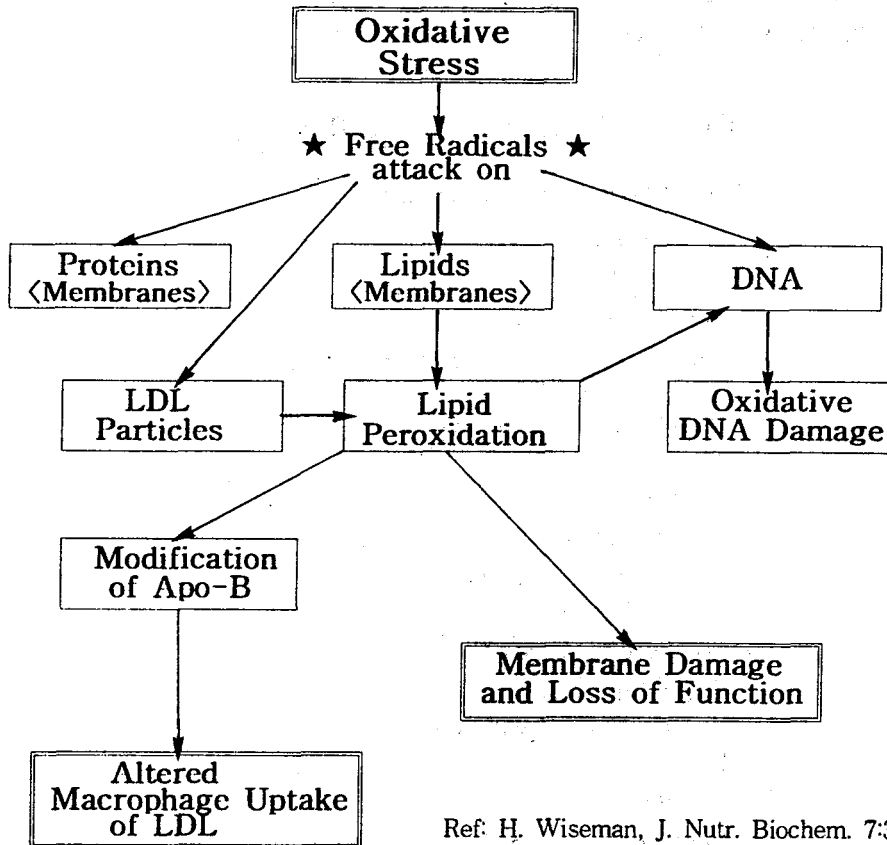 Oxidative
Stress
★ Free Radicals ★
attack on
Proteins
〈Membranes〉
Lipids
〈Membranes〉
DNA
LDL
Particles
Lipid
Peroxidation
Oxidative
DNA Damage
Modification
of Apo-B
Membrane Damage
and Loss of Function
Altered
Macrophage Uptake
of LDL
Ref: H. Wiseman, J. Nutr. Biochem. 7: